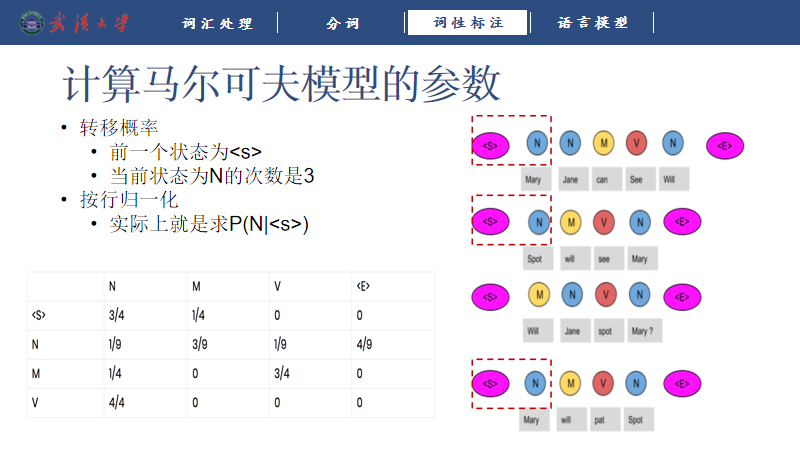 武汉大学 词汇处理 分词 词性标注 语言模型
计算马尔可夫模型的参数
• 转移概率
• 前一个状态为<s>
• 当前状态为N的次数是3
• 按行归一化
• 实际上就是求P(N|<s>)
N M V <E>
<S> 3/4 1/4 0 0
N 1/9 3/9 1/9 4/9
M 1/4 0 3/4 0
V 4/4 0 0 0
<S> N N M V N <E>
Mary Jane can See Will
<S> N M V N <E>
Spot will see Mary
<S> M N V N <E>
Will Jane spot Mary ?
<S> N M V N <E>
Mary will pat Spot